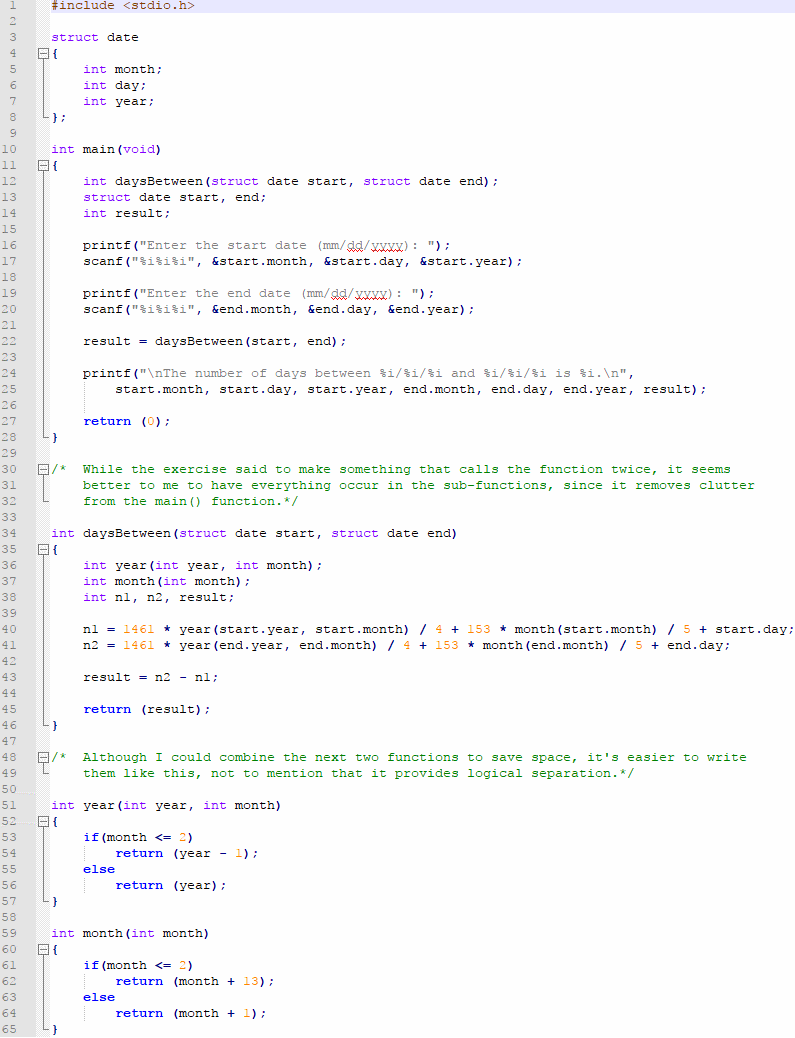 1 #include <stdio.h>
2
3 struct date
4 {
5 int month;
6 int day;
7 int year;
8 };
9
10 int main(void)
11 {
12 int daysBetween(struct date start, struct date end);
13 struct date start, end;
14 int result;
15
16 printf("Enter the start date (mm/dd/yyyy): ");
17 scanf("%i%i%i", &start.month, &start.day, &start.year);
18
19 printf("Enter the end date (mm/dd/yyyy): ");
20 scanf("%i%i%i", &end.month, &end.day, &end.year);
21
22 result = daysBetween(start, end);
23
24 printf("\nThe number of days between %i/%i/%i and %i/%i/%i is %i.\n",
25 start.month, start.day, start.year, end.month, end.day, end.year, result);
26
27 return (0);
28 }
29
30 /* While the exercise said to make something that calls the function twice, it seems
31 better to me to have everything occur in the sub-functions, since it removes clutter
32 from the main() function.*/
33
34 int daysBetween(struct date start, struct date end)
35 {
36 int year(int year, int month);
37 int month(int month);
38 int n1, n2, result;
39
40 n1 = 1461 * year(start.year, start.month) / 4 + 153 * month(start.month) / 5 + start.day;
41 n2 = 1461 * year(end.year, end.month) / 4 + 153 * month(end.month) / 5 + end.day;
42
43 result = n2 - n1;
44
45 return (result);
46 }
47
48 /* Although I could combine the next two functions to save space, it's easier to write
49 them like this, not to mention that it provides logical separation.*/
50
51 int year(int year, int month)
52 {
53 if(month <= 2)
54 return (year - 1);
55 else
56 return (year);
57 }
58
59 int month(int month)
60 {
61 if(month <= 2)
62 return (month + 13);
63 else
64 return (month + 1);
65 }